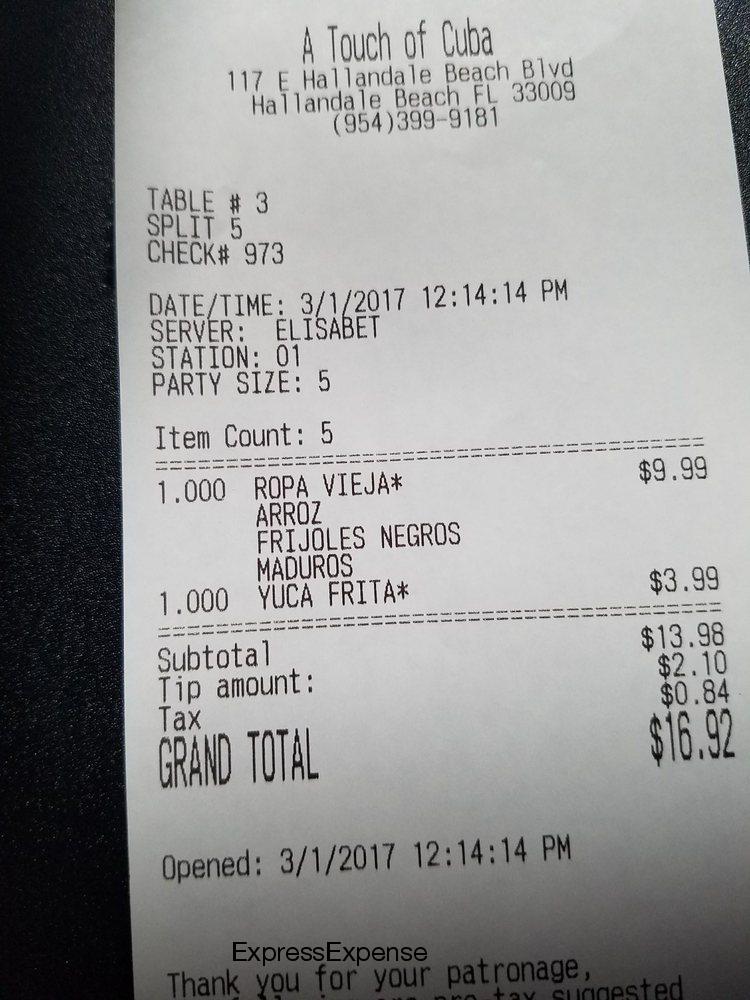 A Touch of Cuba
117 E Hallandale Beach Blvd
Hallandale Beach FL 33009
(954)399-9181
TABLE # 3
SPLIT 5
CHECK# 973
DATE/TIME: 3/1/2017 12:14:14 PM
SERVER: ELISABET
STATION: 01
PARTY SIZE: 5
Item Count: 5
1.000 ROPA VIEJA* $9.99
ARROZ
FRIJOLES NEGROS
MADUROS
1.000 YUCA FRITA* $3.99
Subtotal $13.98
Tip amount: $2.10
Tax $0.84
GRAND TOTAL $16.92
Opened: 3/1/2017 12:14:14 PM
ExpressExpense
Thank you for your patronage,
tax suggested